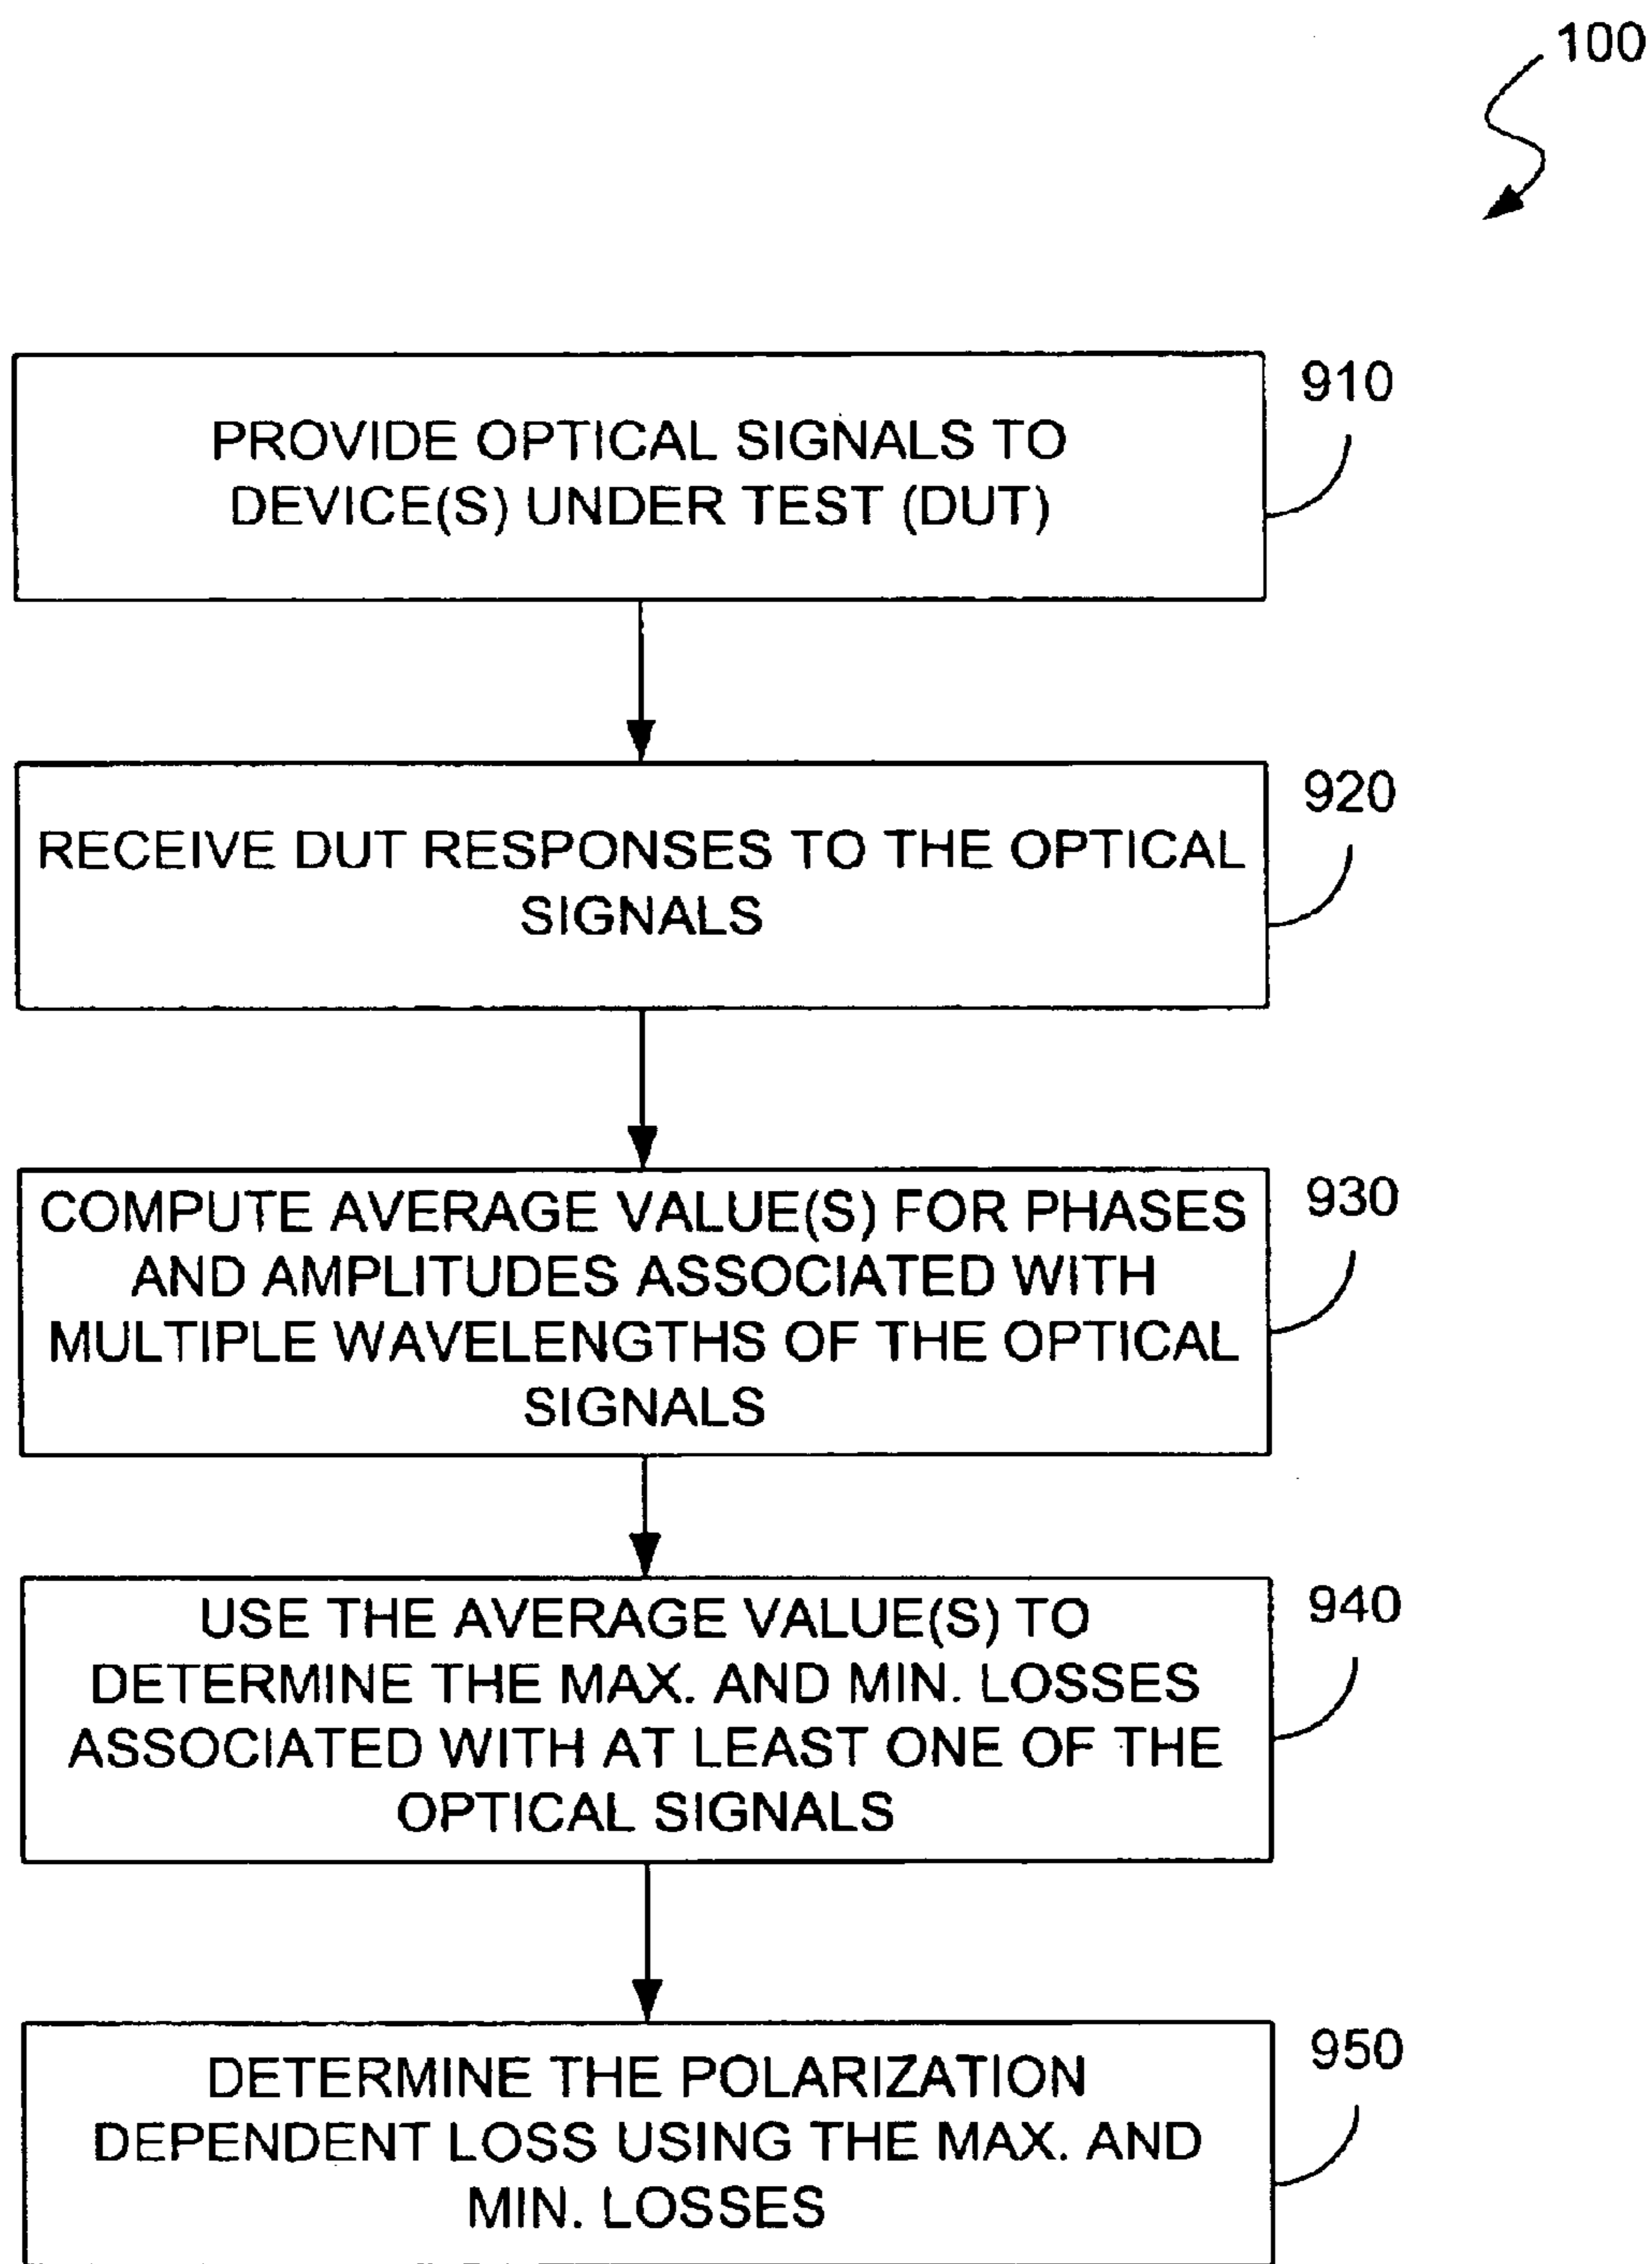 100
910
PROVIDE OPTICAL SIGNALS TO
DEVICE(S) UNDER TEST (DUT)
920
RECEIVE DUT RESPONSES TO THE OPTICAL
SIGNALS
930
COMPUTE AVERAGE VALUE(S) FOR PHASES
AND AMPLITUDES ASSOCIATED WITH
MULTIPLE WAVELENGTHS OF THE OPTICAL
SIGNALS
940
USE THE AVERAGE VALUE(S) TO
DETERMINE THE MAX. AND MIN. LOSSES
ASSOCIATED WITH AT LEAST ONE OF THE
OPTICAL SIGNALS
950
DETERMINE THE POLARIZATION
DEPENDENT LOSS USING THE MAX. AND
MIN. LOSSES